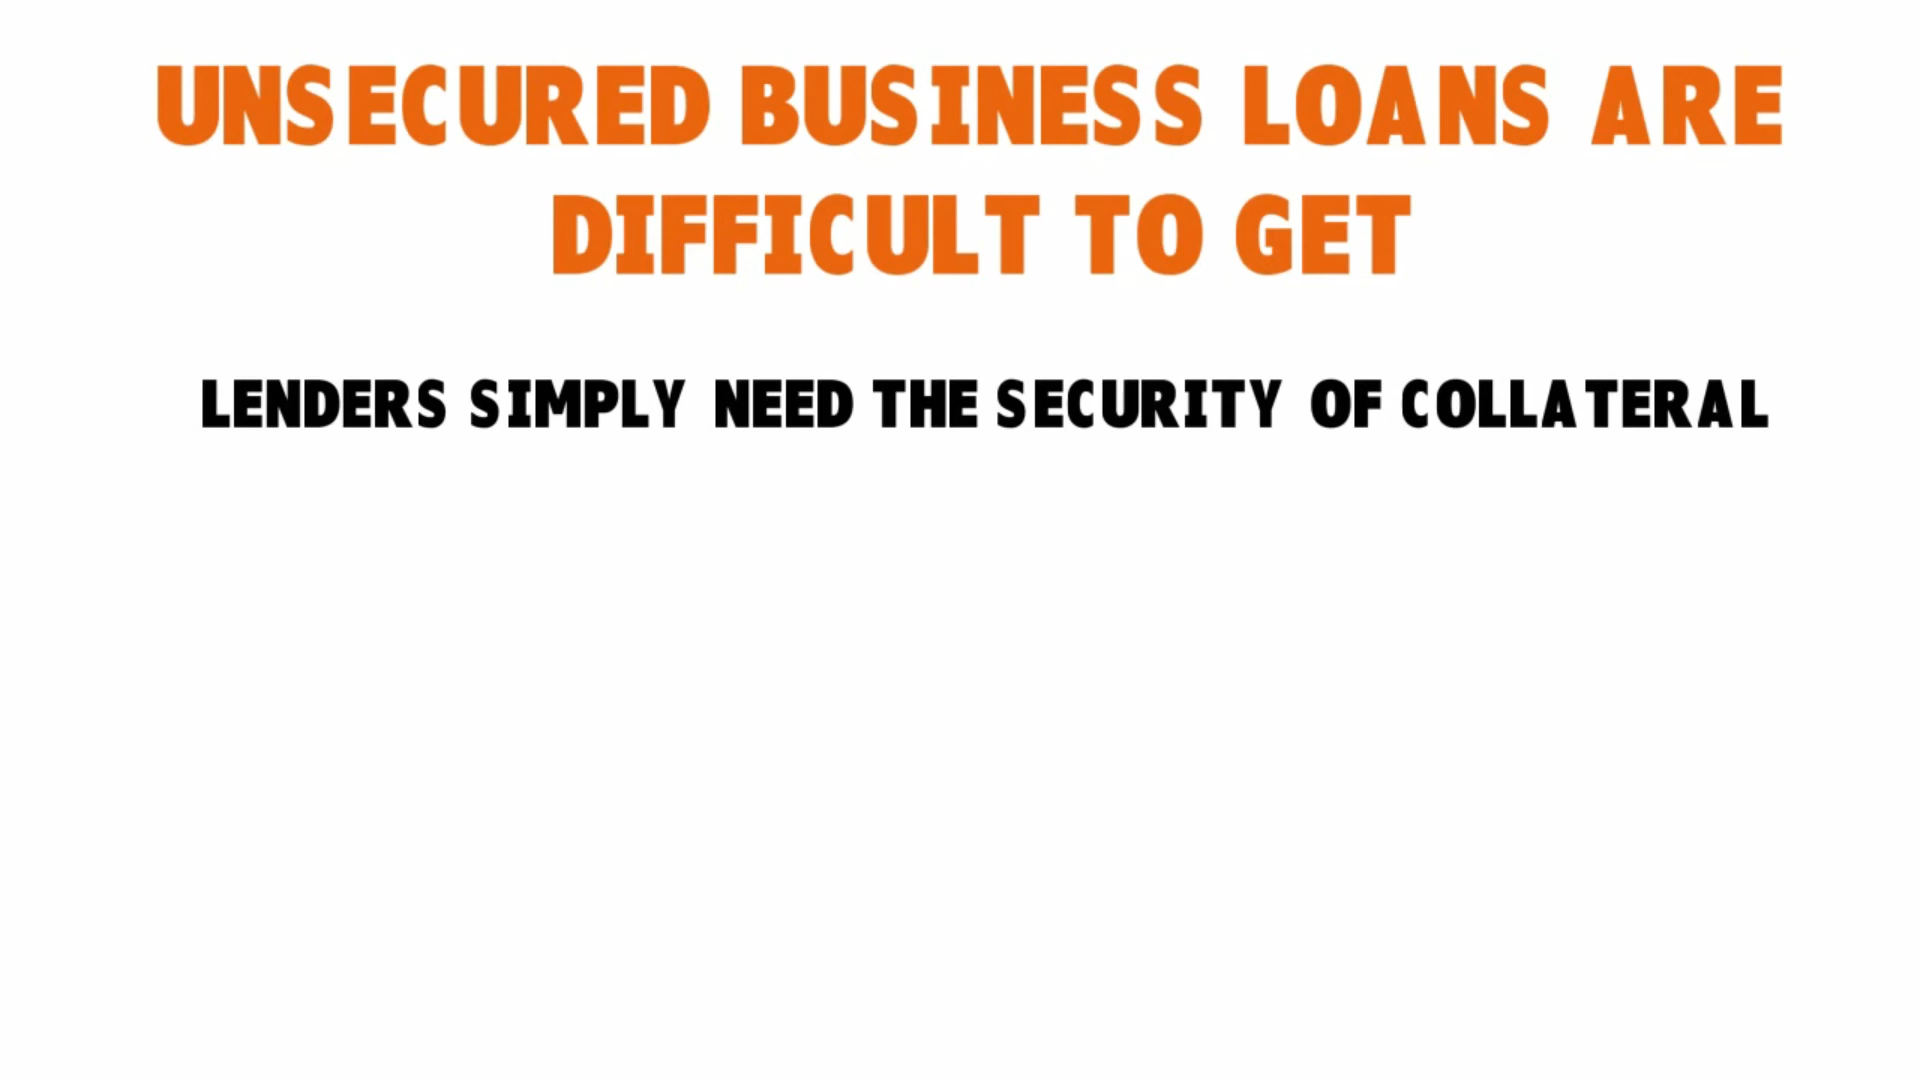 UNSECURED BUSINESS LOANS ARE
DIFFICULT TO GET
LENDERS SIMPLY NEED THE SECURITY OF COLLATERAL